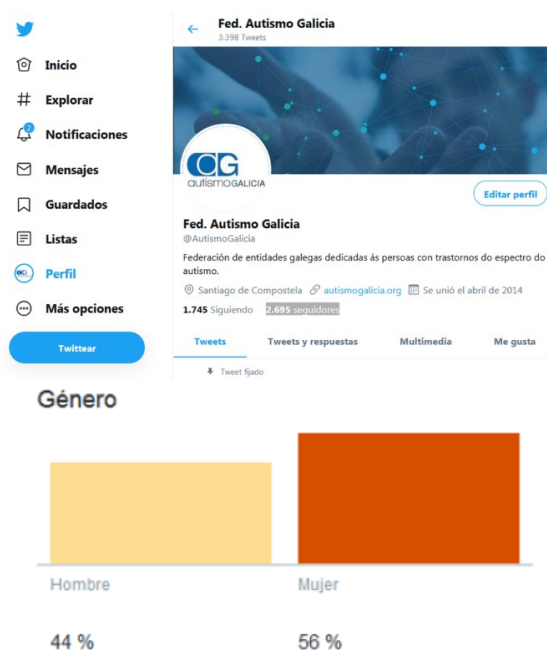 Inicio
Explorar
2
Notificaciones
Mensajes
Guardados
Listas
Perfil
Más opciones
Twittear
Fed. Autismo Galicia
3.398 Tweets
CG
autismoGALICIA
Editar perfil
Fed. Autismo Galicia
@AutismoGalicia
Federación de entidades galegas dedicadas ás persoas con trastornos do espectro do
autismo.
Santiago de Compostela autismogalicia.org Se unió el abril de 2014
1.745 Siguiendo 2.695 seguidores
Tweets Tweets y respuestas Multimedia Me gusta
Tweet fijado
Género
Hombre Mujer
44 % 56 %